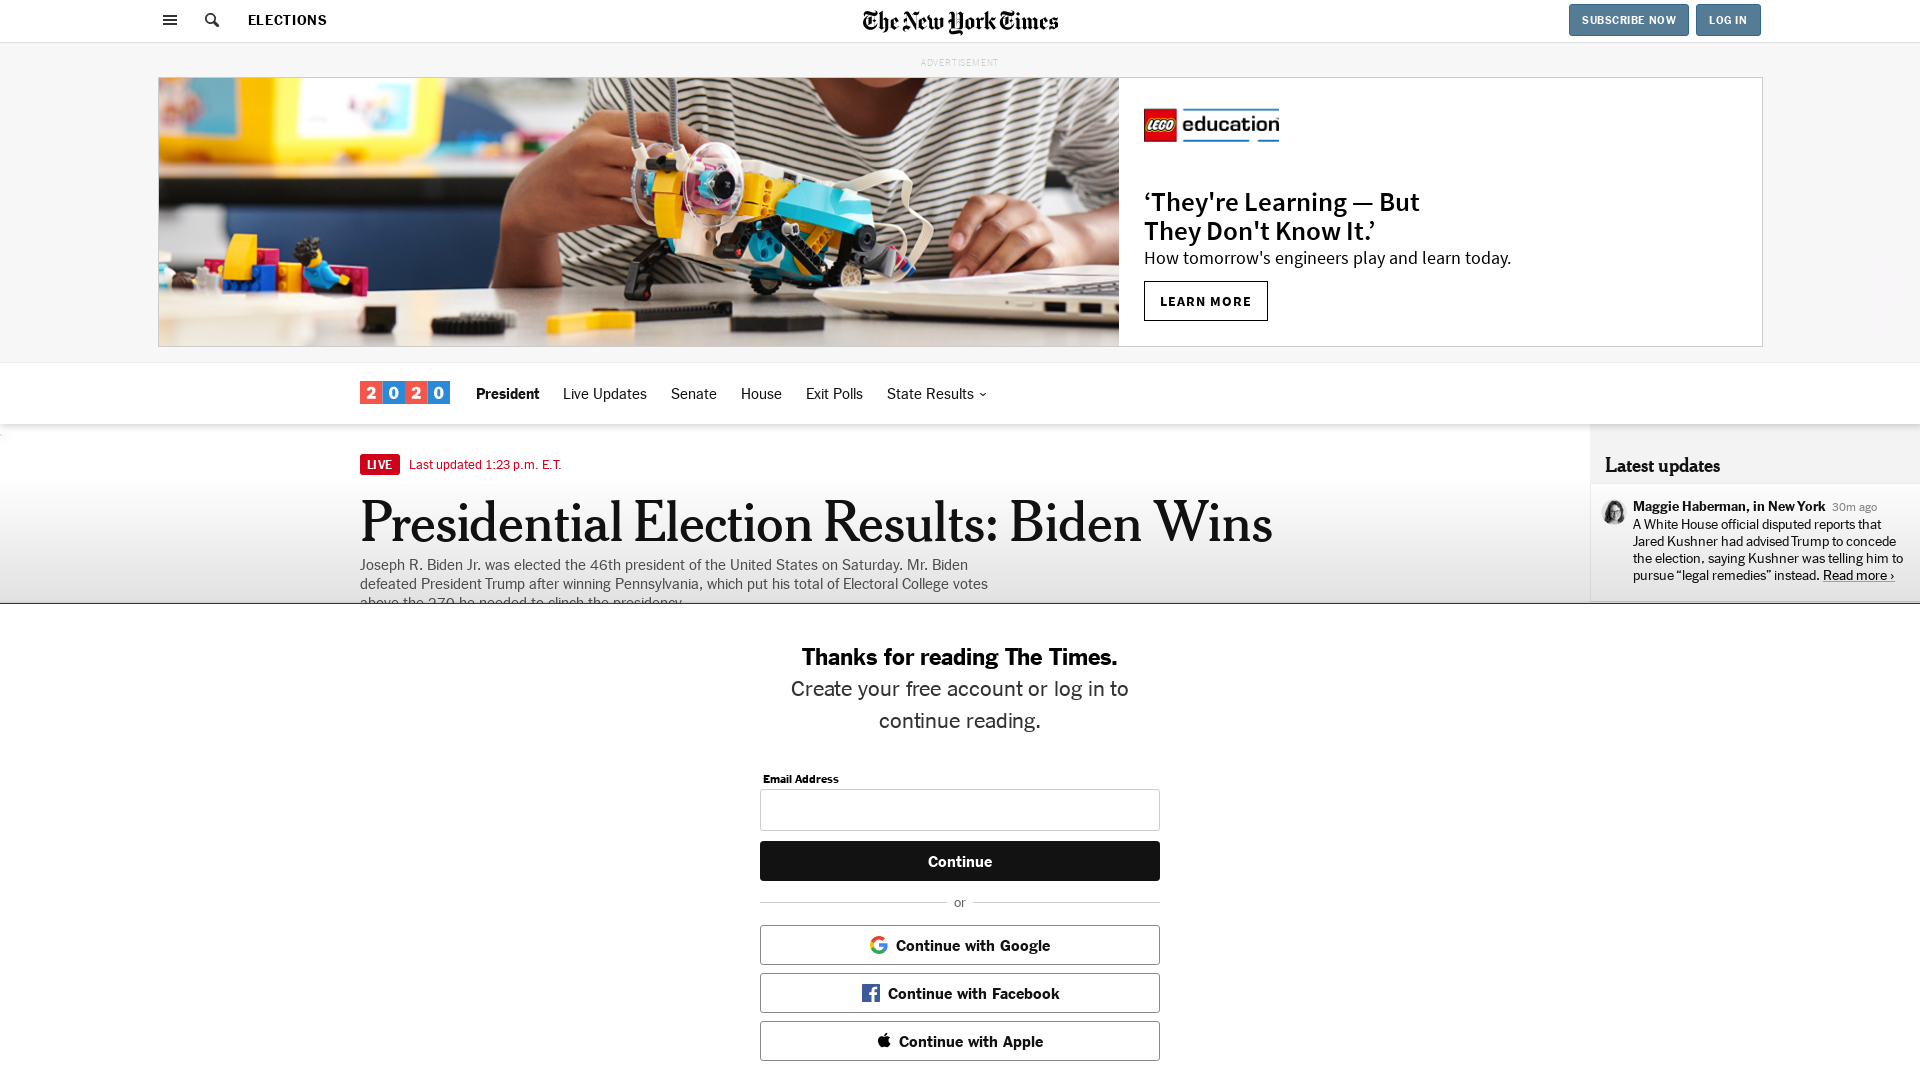 ELECTIONS
The New York Times
SUBSCRIBE NOW
LOG IN
ADVERTISEMENT
LEGO education
‘They're Learning — But
They Don't Know It.’
How tomorrow's engineers play and learn today.
LEARN MORE
2020
President
Live Updates
Senate
House
Exit Polls
State Results
LIVE
Last updated 1:23 p.m. E.T.
Presidential Election Results: Biden Wins
Joseph R. Biden Jr. was elected the 46th president of the United States on Saturday. Mr. Biden
defeated President Trump after winning Pennsylvania, which put his total of Electoral College votes
above the 270 he needed to clinch the presidency.
Latest updates
Maggie Haberman, in New York 30m ago
A White House official disputed reports that
Jared Kushner had advised Trump to concede
the election, saying Kushner was telling him to
pursue “legal remedies” instead. Read more ›
Thanks for reading The Times.
Create your free account or log in to
continue reading.
Email Address
Continue
or
Continue with Google
Continue with Facebook
Continue with Apple